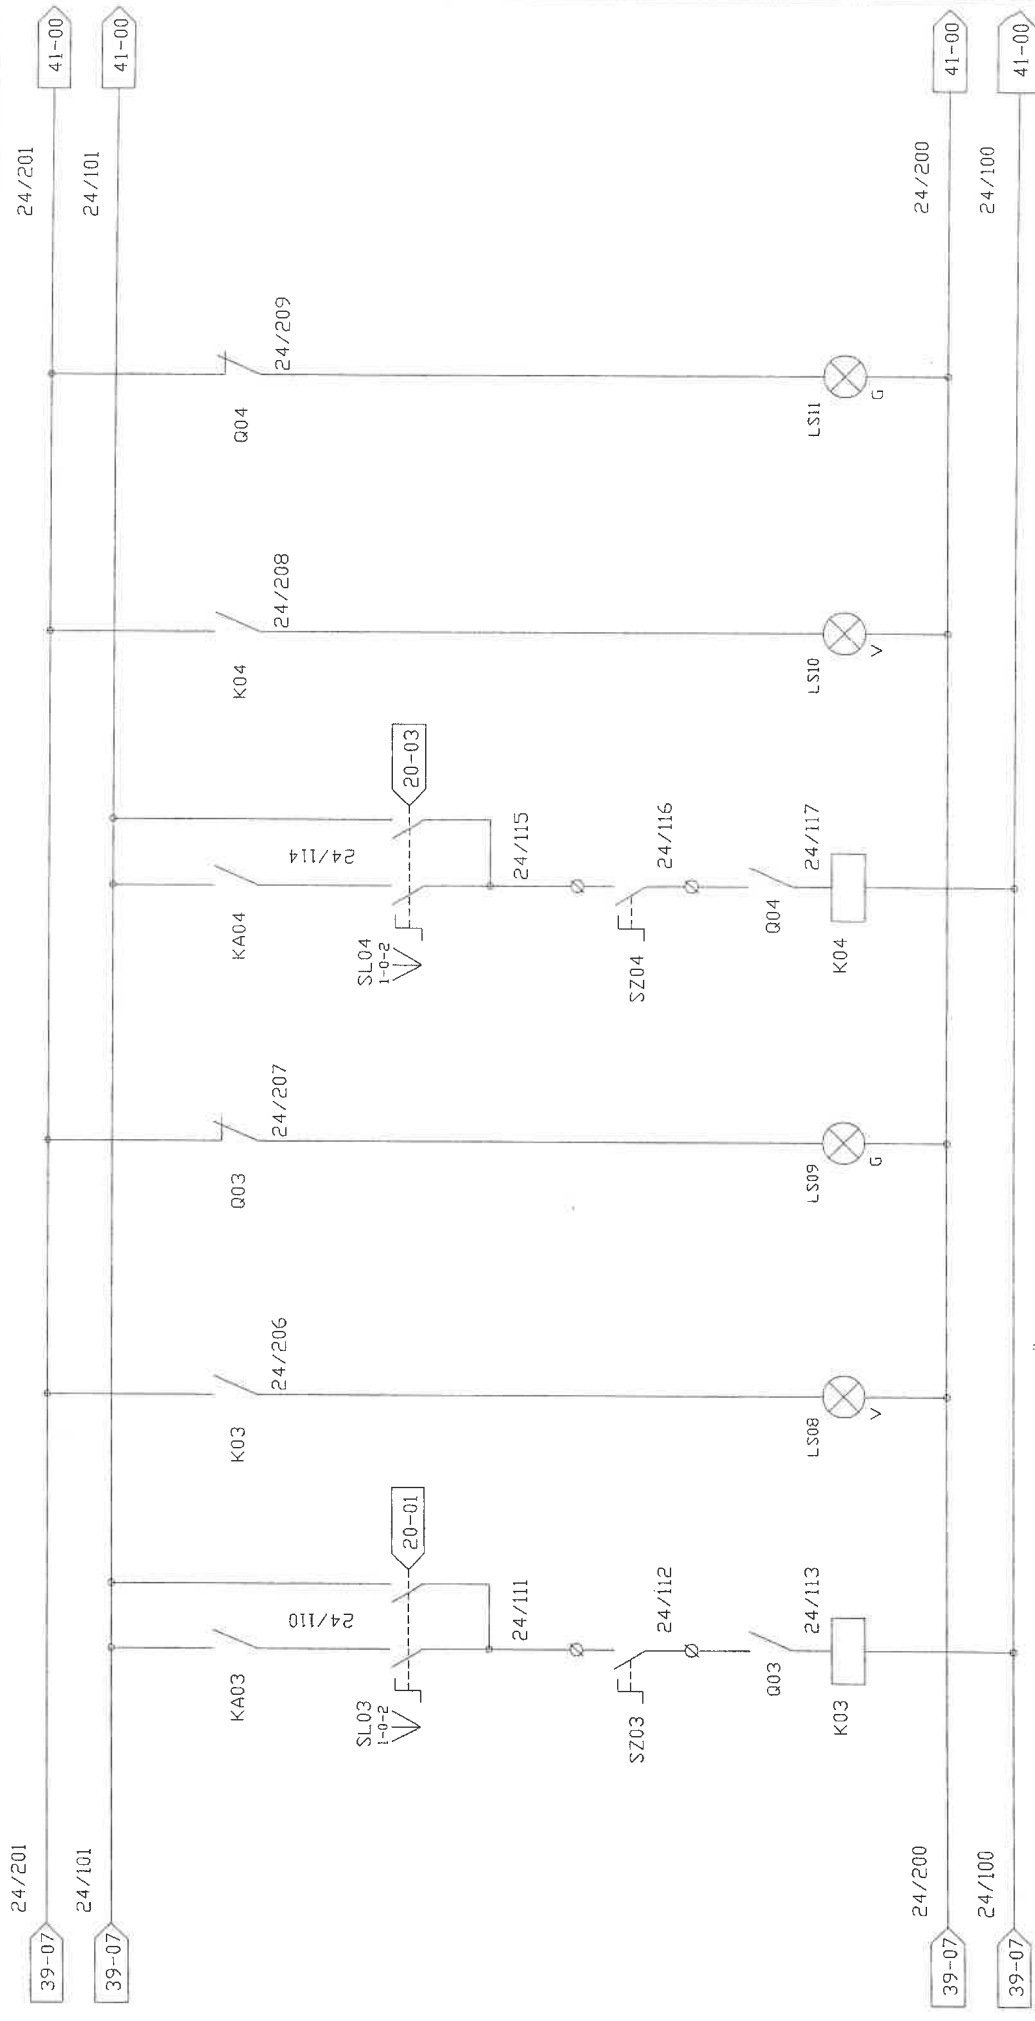 39-07
24/201
24/201
41-00
39-07
24/101
24/101
41-00
KA03
24/110
SL03
1-0-2
20-01
24/111
SZ03
24/112
Q03
24/113
K03
K03
24/206
LS08
V
Q03
24/207
LS09
G
KA04
24/114
SL04
1-0-2
20-03
24/115
SZ04
24/116
Q04
24/117
K04
K04
24/208
LS10
V
Q04
24/209
LS11
G
39-07
24/200
24/200
41-00
39-07
24/100
24/100
41-00